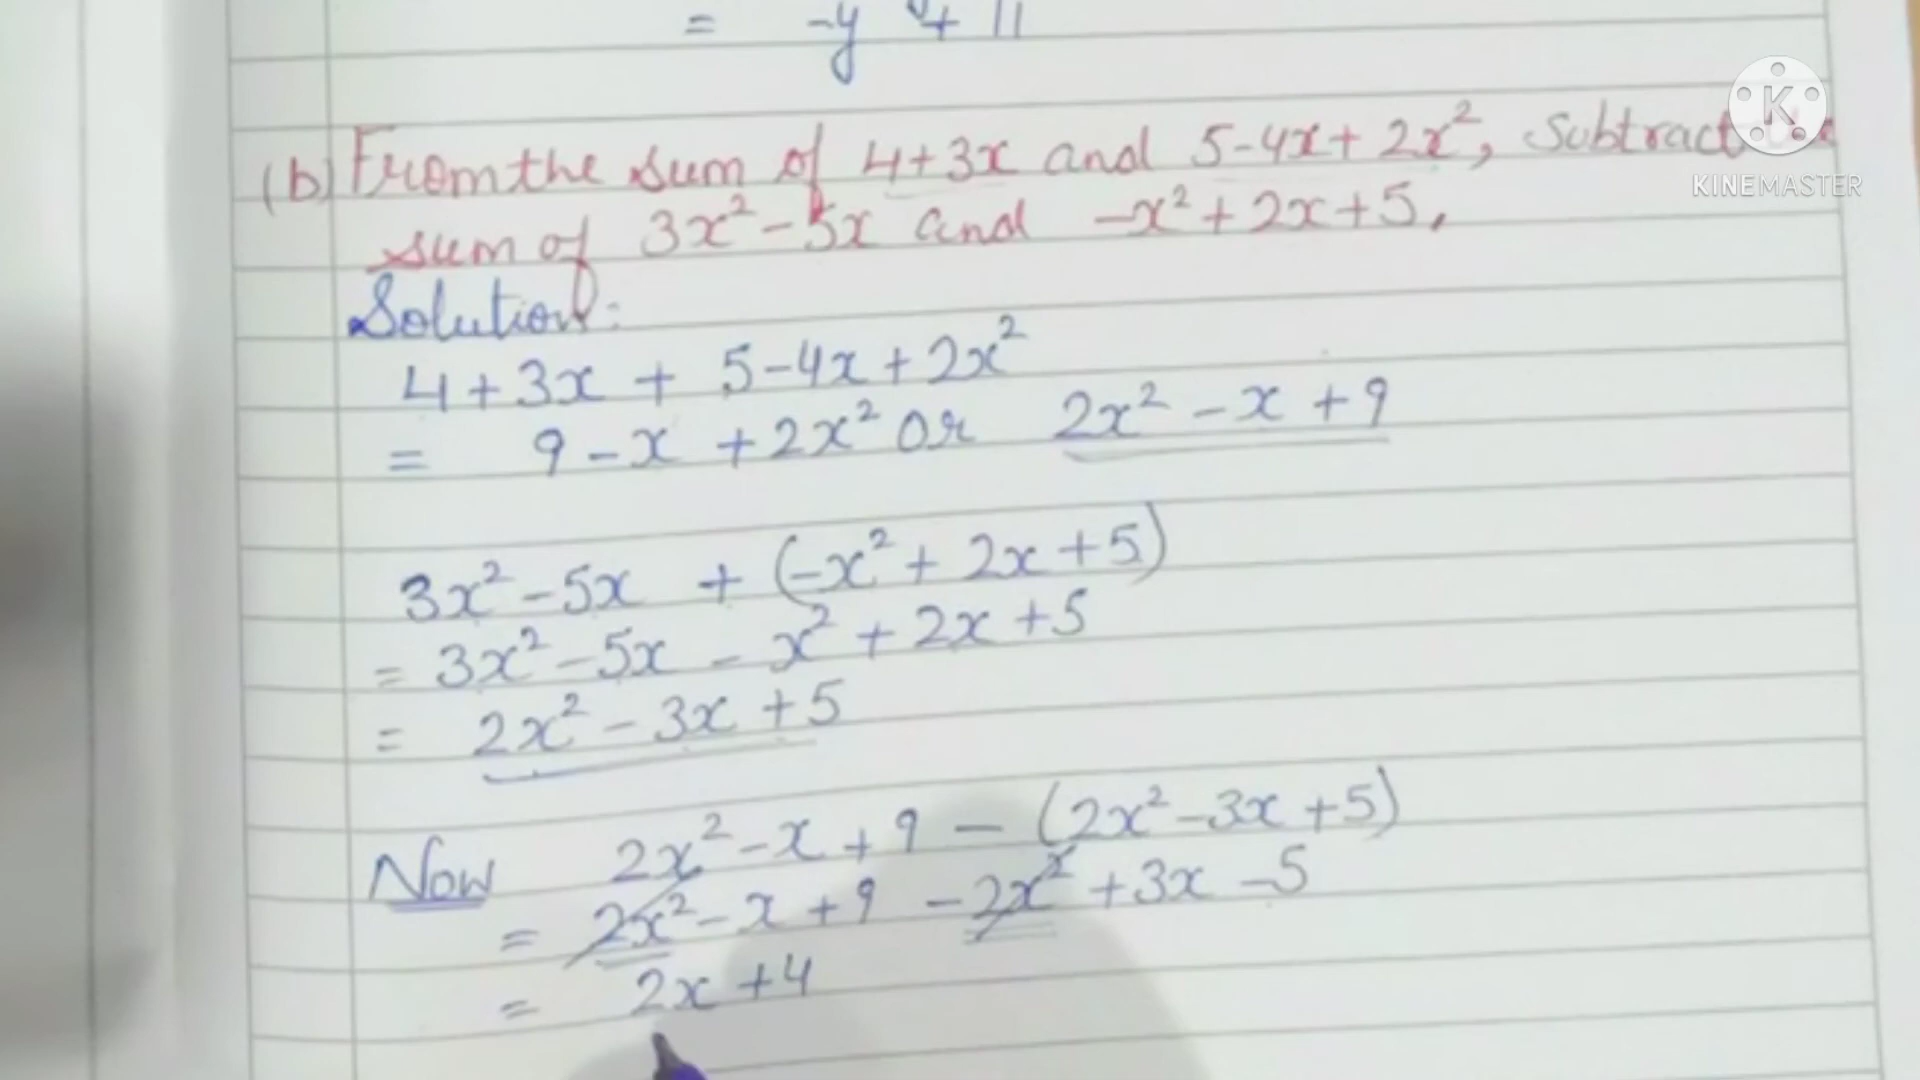 = -y + 11
(b) From the sum of 4+3x and 5-4x+2x², Subtract
sum of 3x²-5x and -x²+2x+5.
Solution:
4+3x + 5-4x+2x²
= 9-x+2x² Or 2x²-x+9
3x²-5x + (-x²+2x+5)
= 3x²-5x-x²+2x+5
= 2x²-3x+5
Now 2x²-x+9-(2x²-3x+5)
= 2x²-x+9-2x²+3x-5
= 2x+4
K
KINEMASTER